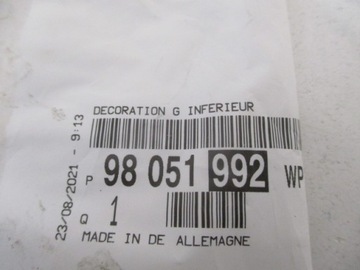 DECORATION G INFERIEUR
23/08/2021 - 9:13
P 98 051 992 WP
Q 1
MADE IN DE ALLEMAGNE